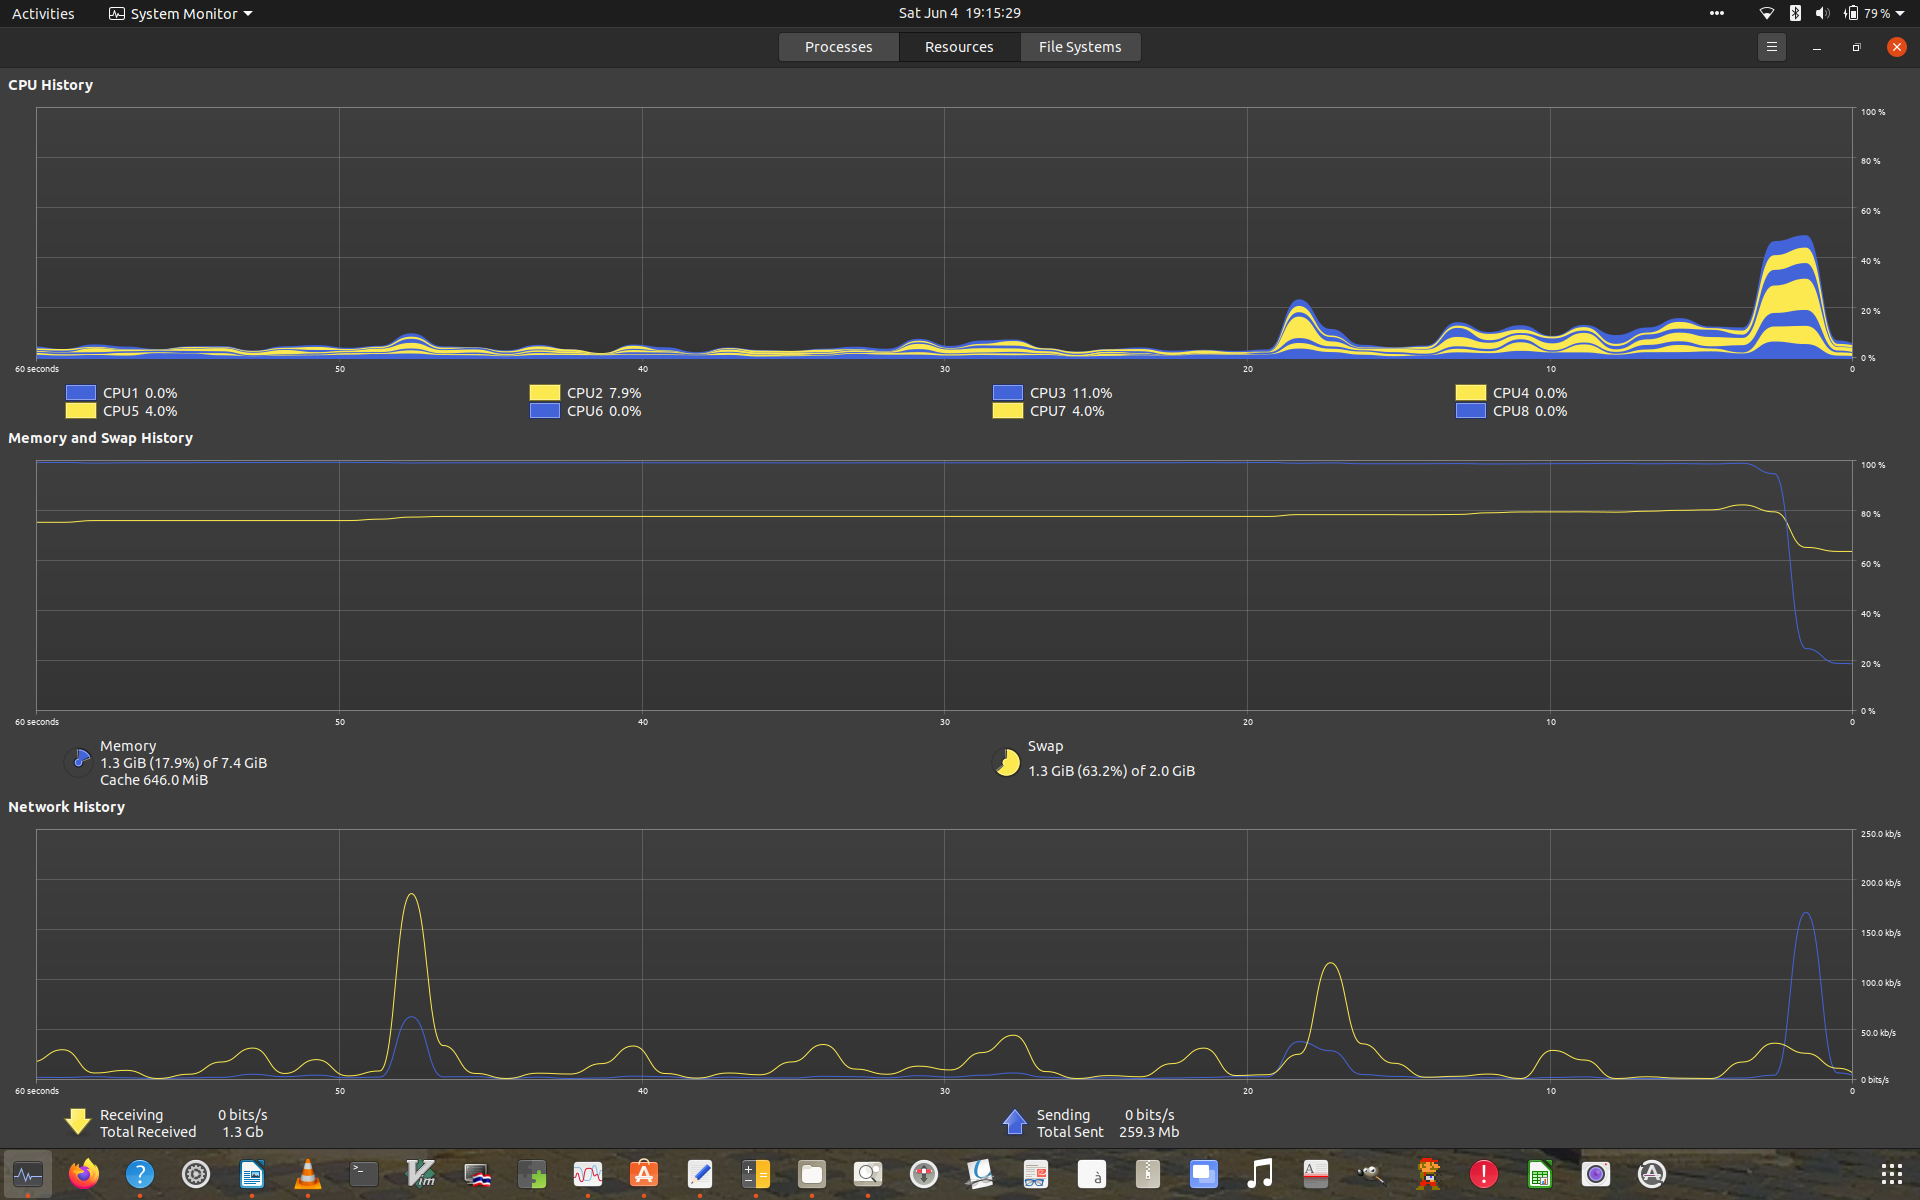 Activities System Monitor Sat Jun 4 19:15:29 79 %
Processes Resources File Systems
CPU History
100 %
80 %
60 %
40 %
20 %
0 %
60 seconds 50 40 30 20 10 0
CPU1 0.0% CPU2 7.9% CPU3 11.0% CPU4 0.0%
CPU5 4.0% CPU6 0.0% CPU7 4.0% CPU8 0.0%
Memory and Swap History
100 %
80 %
60 %
40 %
20 %
0 %
60 seconds 50 40 30 20 10 0
Memory
1.3 GiB (17.9%) of 7.4 GiB
Cache 646.0 MiB
Swap
1.3 GiB (63.2%) of 2.0 GiB
Network History
250.0 kb/s
200.0 kb/s
150.0 kb/s
100.0 kb/s
50.0 kb/s
0 bits/s
60 seconds 50 40 30 20 10 0
Receiving 0 bits/s
Total Received 1.3 Gb
Sending 0 bits/s
Total Sent 259.3 Mb